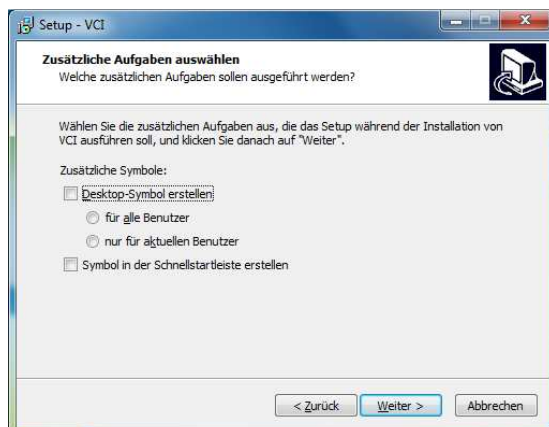 Setup - VCI
Zusätzliche Aufgaben auswählen
Welche zusätzlichen Aufgaben sollen ausgeführt werden?
Wählen Sie die zusätzlichen Aufgaben aus, die das Setup während der Installation von
VCI ausführen soll, und klicken Sie danach auf "Weiter".
Zusätzliche Symbole:
Desktop-Symbol erstellen
für alle Benutzer
nur für aktuellen Benutzer
Symbol in der Schnellstartleiste erstellen
< Zurück Weiter > Abbrechen